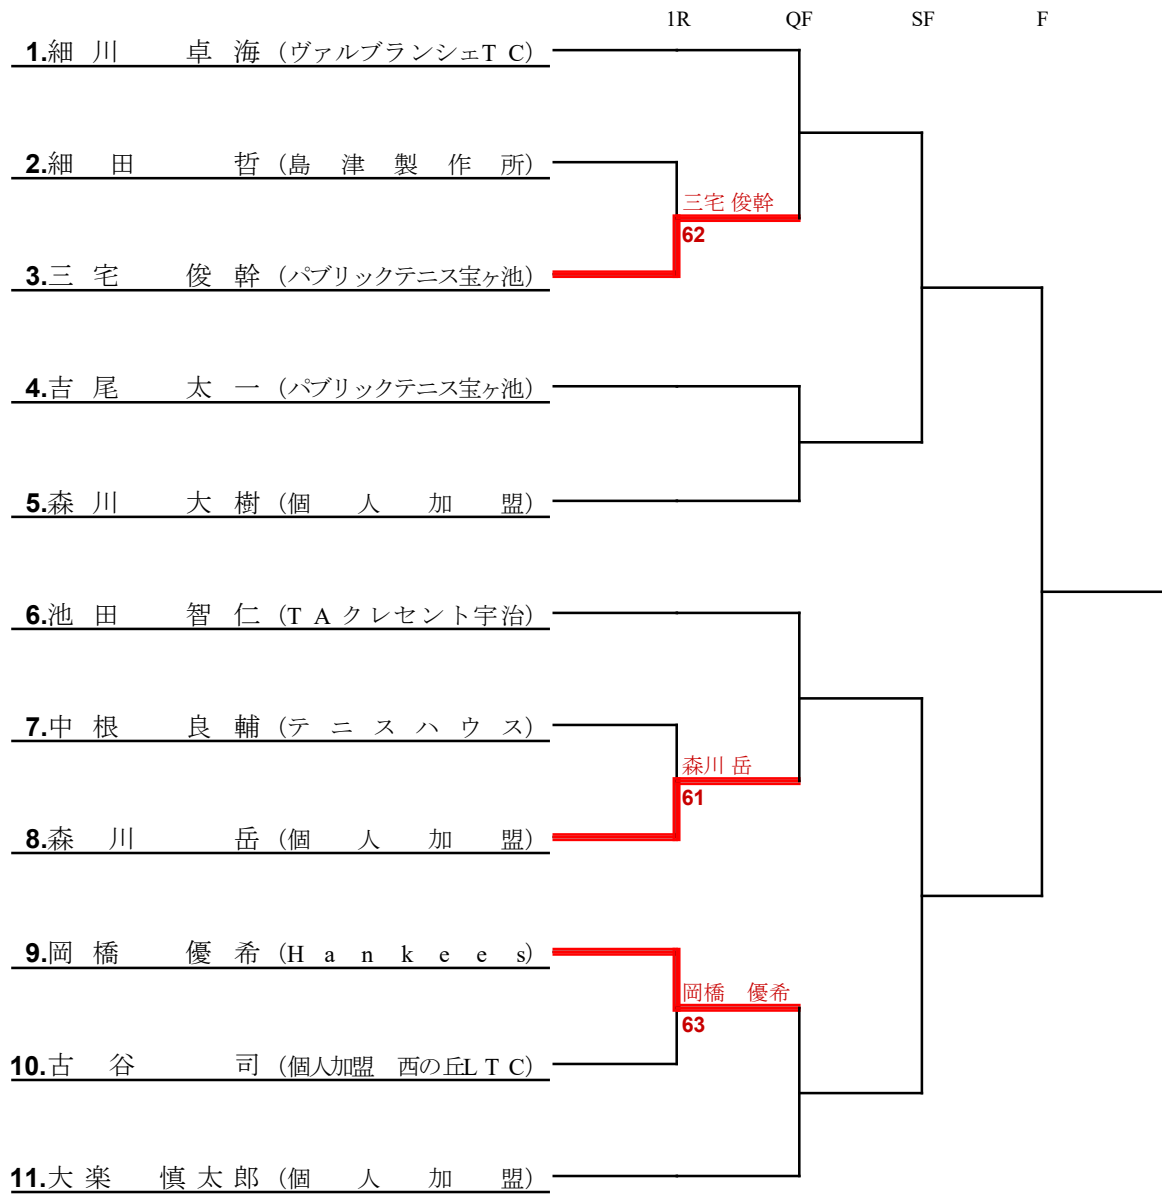 1R QF SF F
1.細川 卓海 (ヴァルブランシェTC)
2.細田 哲 (島津製作所)
三宅 俊幹
62
3.三宅 俊幹 (パブリックテニス宝ヶ池)
4.吉尾 太一 (パブリックテニス宝ヶ池)
5.森川 大樹 (個人加盟)
6.池田 智仁 (TAクレセント宇治)
7.中根 良輔 (テニスハウス)
森川 岳
61
8.森川 岳 (個人加盟)
9.岡橋 優希 (Hankees)
岡橋 優希
63
10.古谷 司 (個人加盟 西の丘LTC)
11.大楽 慎太郎 (個人加盟)